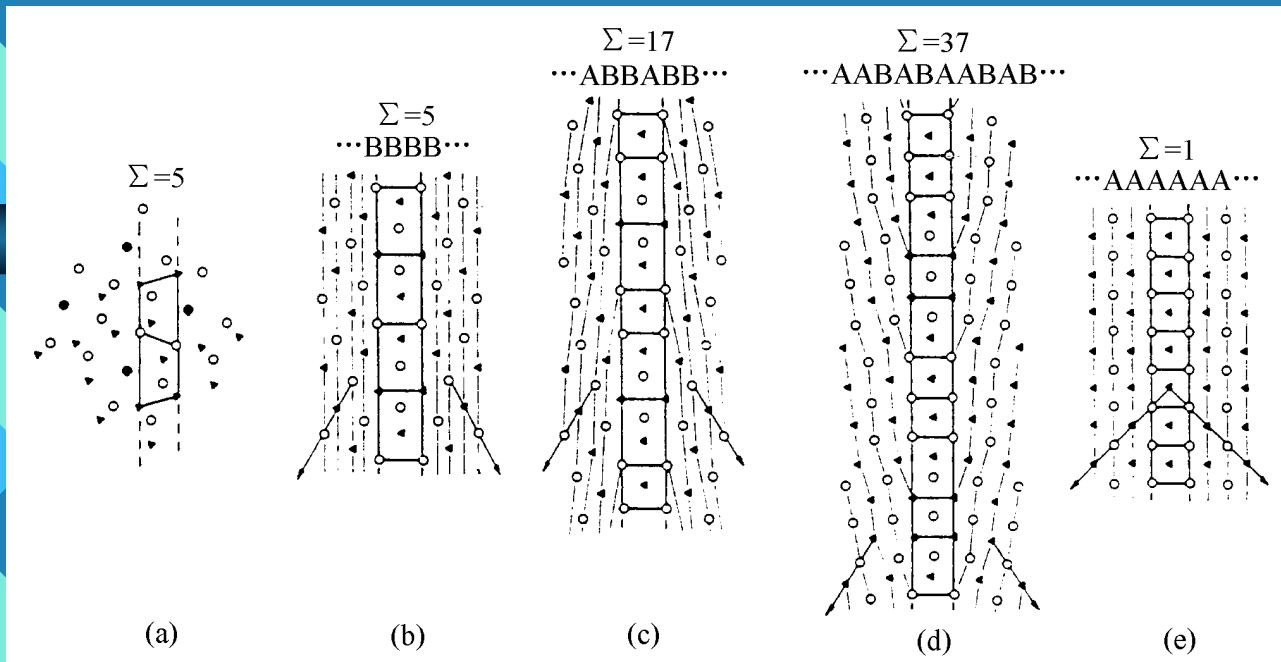 Σ=17
···ABBABB···
Σ=37
···AABABAABAB···
Σ=5
···BBBB···
Σ=5
Σ=1
···AAAAAA···
(a)
(b)
(c)
(d)
(e)